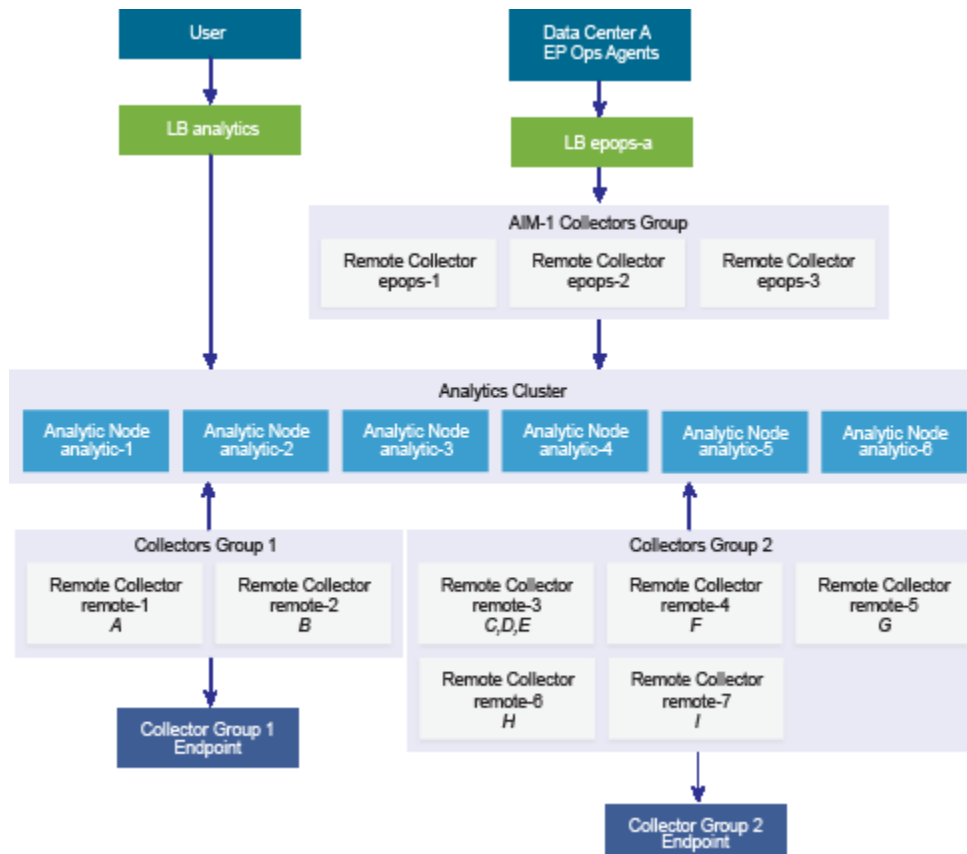 User
Data Center A
EP Ops Agents
LB analytics
LB epops-a
AIM-1 Collectors Group
Remote Collector
epops-1
Remote Collector
epops-2
Remote Collector
epops-3
Analytics Cluster
Analytic Node
analytic-1
Analytic Node
analytic-2
Analytic Node
analytic-3
Analytic Node
analytic-4
Analytic Node
analytic-5
Analytic Node
analytic-6
Collectors Group 1
Remote Collector
remote-1
A
Remote Collector
remote-2
B
Collector Group 1
Endpoint
Collectors Group 2
Remote Collector
remote-3
C,D,E
Remote Collector
remote-4
F
Remote Collector
remote-5
G
Remote Collector
remote-6
H
Remote Collector
remote-7
I
Collector Group 2
Endpoint